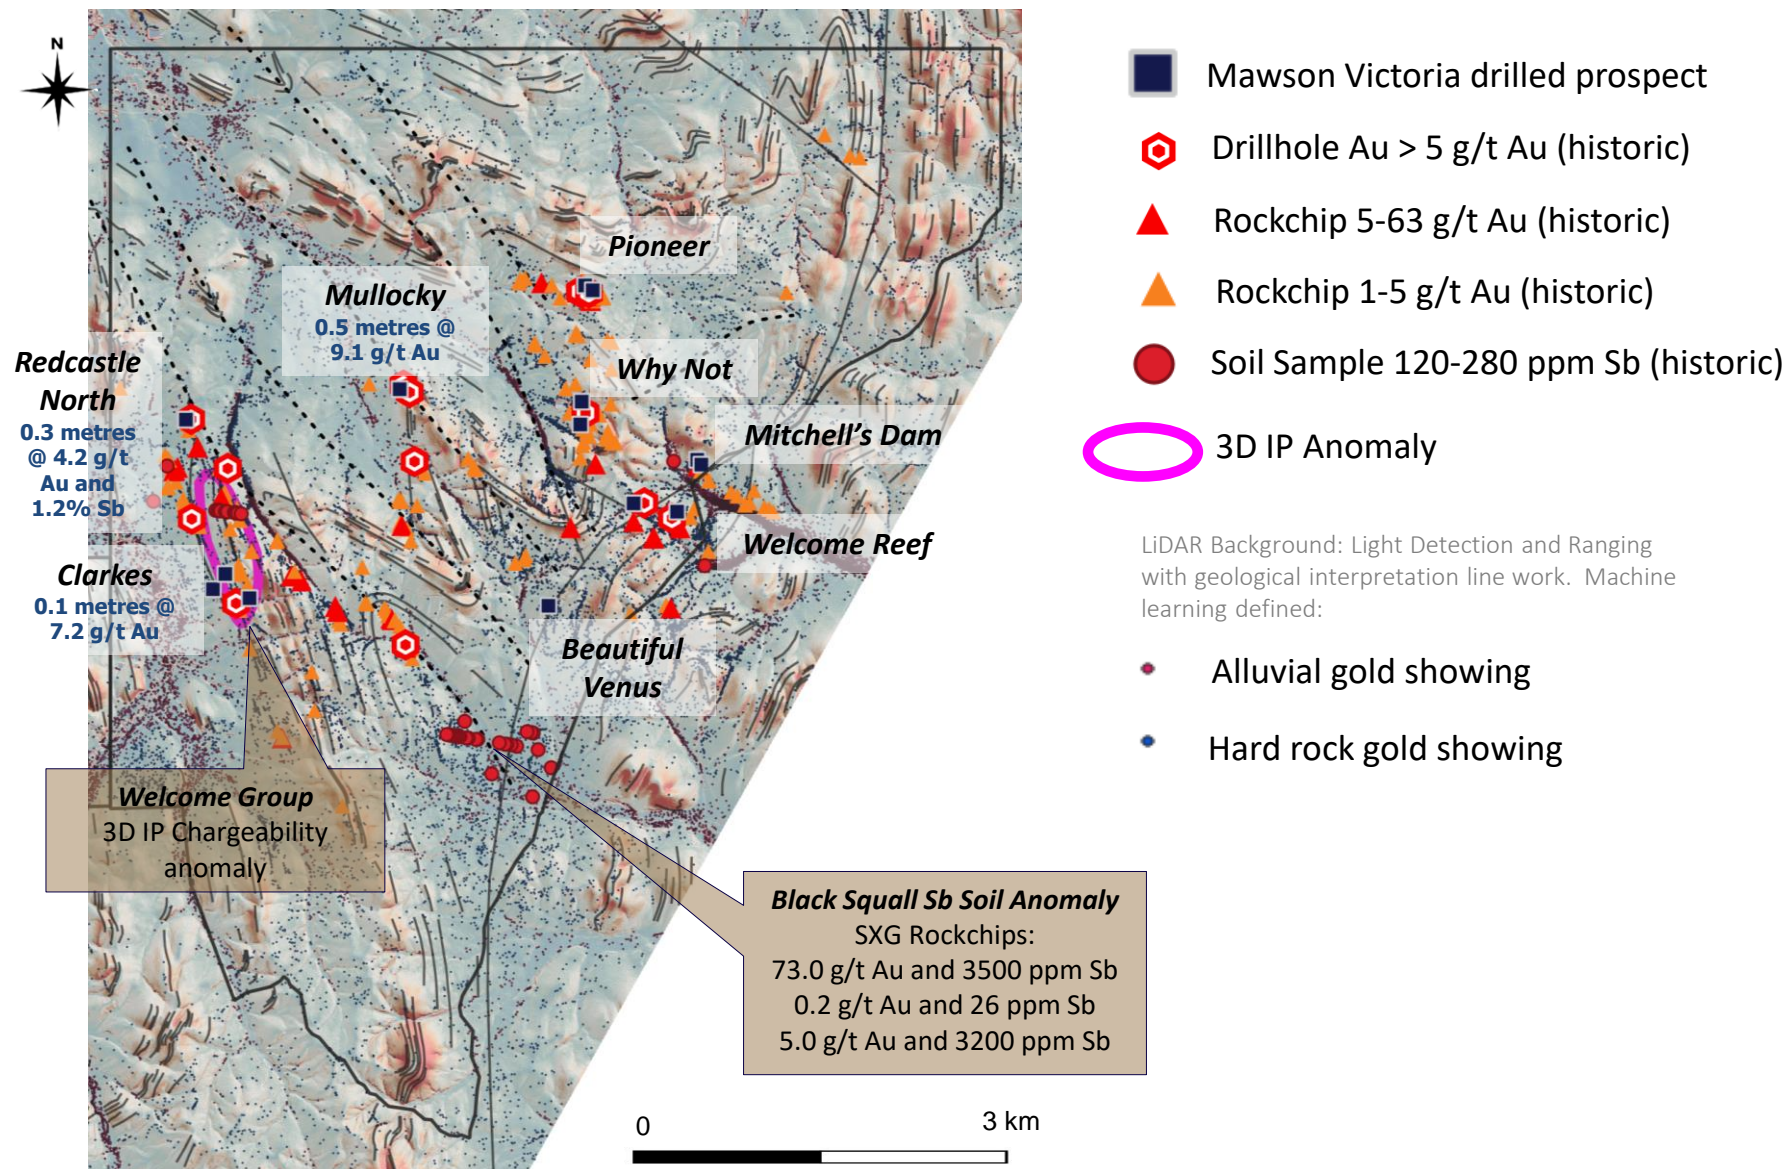 N
Pioneer
Mullocky
0.5 metres @
9.1 g/t Au
Redcastle
North
0.3 metres
@ 4.2 g/t
Au and
1.2% Sb
Why Not
Mitchell's Dam
Welcome Reef
Clarkes
0.1 metres @
7.2 g/t Au
Beautiful
Venus
Welcome Group
3D IP Chargeability
anomaly
Black Squall Sb Soil Anomaly
SXG Rockchips:
73.0 g/t Au and 3500 ppm Sb
0.2 g/t Au and 26 ppm Sb
5.0 g/t Au and 3200 ppm Sb
0
3 km
Mawson Victoria drilled prospect
Drillhole Au > 5 g/t Au (historic)
Rockchip 5-63 g/t Au (historic)
Rockchip 1-5 g/t Au (historic)
Soil Sample 120-280 ppm Sb (historic)
3D IP Anomaly
LiDAR Background: Light Detection and Ranging
with geological interpretation line work.  Machine
learning defined:
Alluvial gold showing
Hard rock gold showing